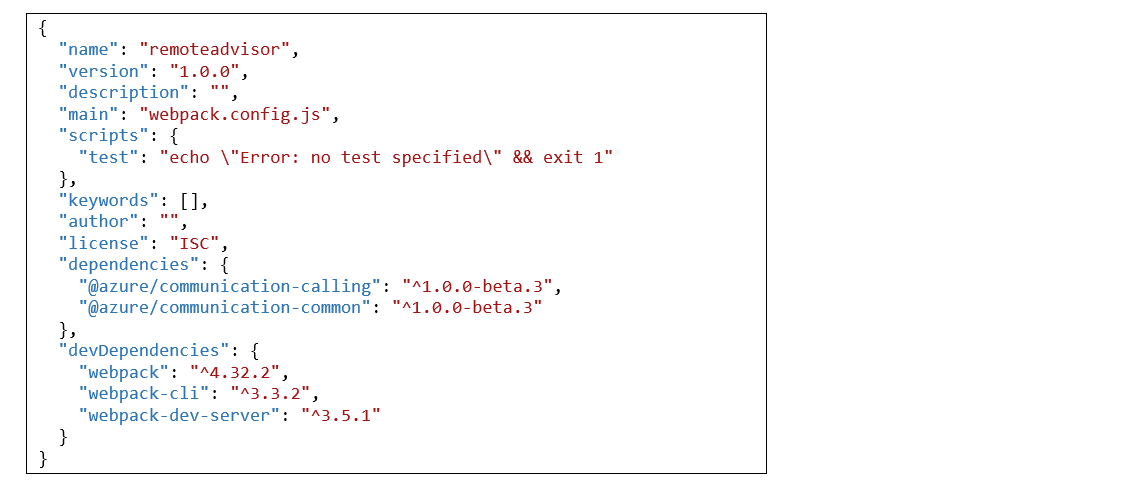 {
  "name": "remoteadvisor",
  "version": "1.0.0",
  "description": "",
  "main": "webpack.config.js",
  "scripts": {
    "test": "echo \"Error: no test specified\" && exit 1"
  },
  "keywords": [],
  "author": "",
  "license": "ISC",
  "dependencies": {
    "@azure/communication-calling": "^1.0.0-beta.3",
    "@azure/communication-common": "^1.0.0-beta.3"
  },
  "devDependencies": {
    "webpack": "^4.32.2",
    "webpack-cli": "^3.3.2",
    "webpack-dev-server": "^3.5.1"
  }
}